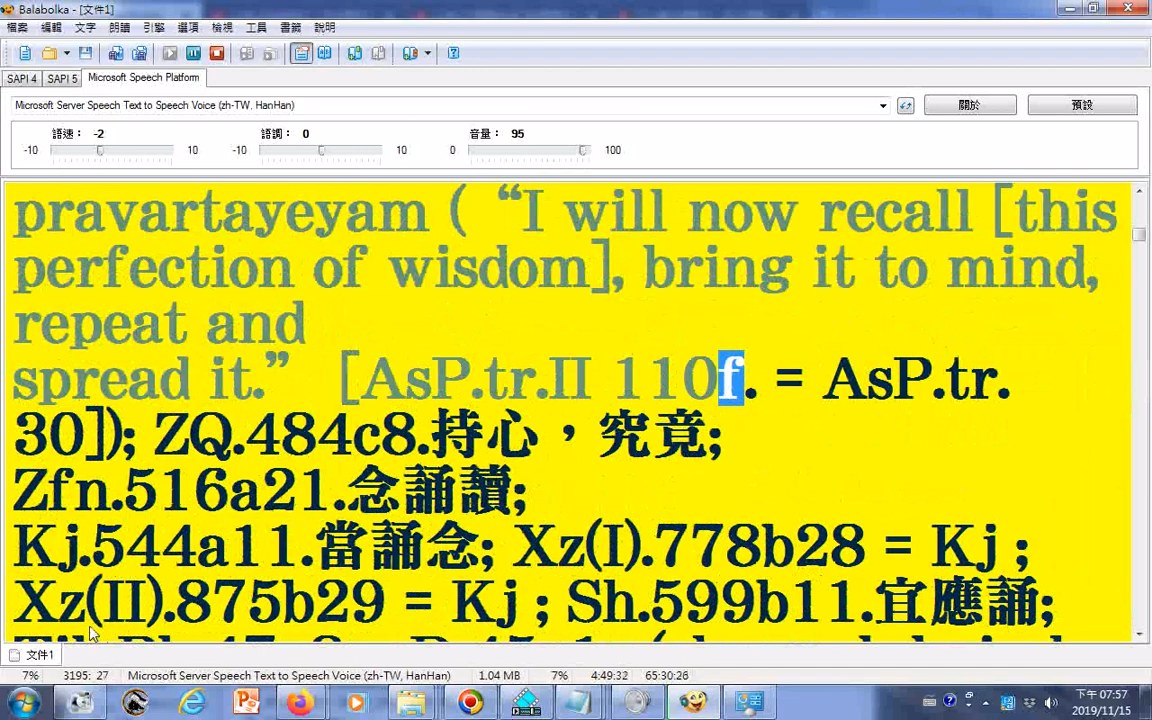 Balabolka - [文件1]
檔案 編輯 文字 朗讀 引擎 選項 檢視 工具 書籤 說明
SAPI 4 SAPI 5 Microsoft Speech Platform
Microsoft Server Speech Text to Speech Voice (zh-TW, HanHan) 關於 預設
語速： -2 語調： 0 音量： 95
-10 10 -10 10 0 100
pravartayeyam (“I will now recall [this
perfection of wisdom], bring it to mind,
repeat and
spread it.” [AsP.tr.II 110f. = AsP.tr.
30]); ZQ.484c8.持心，究竟;
Zfn.516a21.念誦讀;
Kj.544a11.當誦念; Xz(I).778b28 = Kj ;
Xz(II).875b29 = Kj ; Sh.599b11.宜應誦;
文件1
7% 3195: 27 Microsoft Server Speech Text to Speech Voice (zh-TW, HanHan) 1.04 MB 7% 4:49:32 65:30:26
下午 07:57
2019/11/15